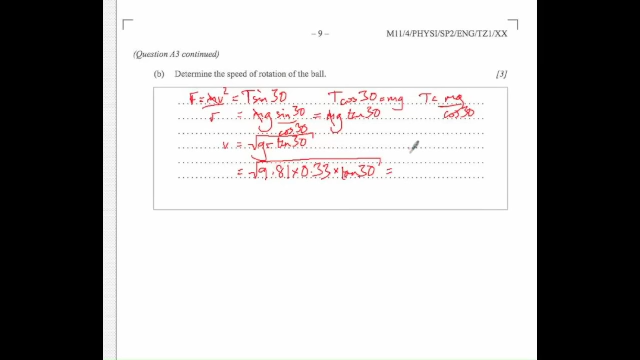 – 9 –
M11/4/PHYSI/SP2/ENG/TZ1/XX
(Question A3 continued)
(b) Determine the speed of rotation of the ball. [3]
F = mv² / r = T sin 30    T cos 30 = mg    T = mg / cos 30
= mg sin 30 / cos 30 = mg tan 30
v = √gr tan 30
= √9.81 × 0.33 × tan 30 =